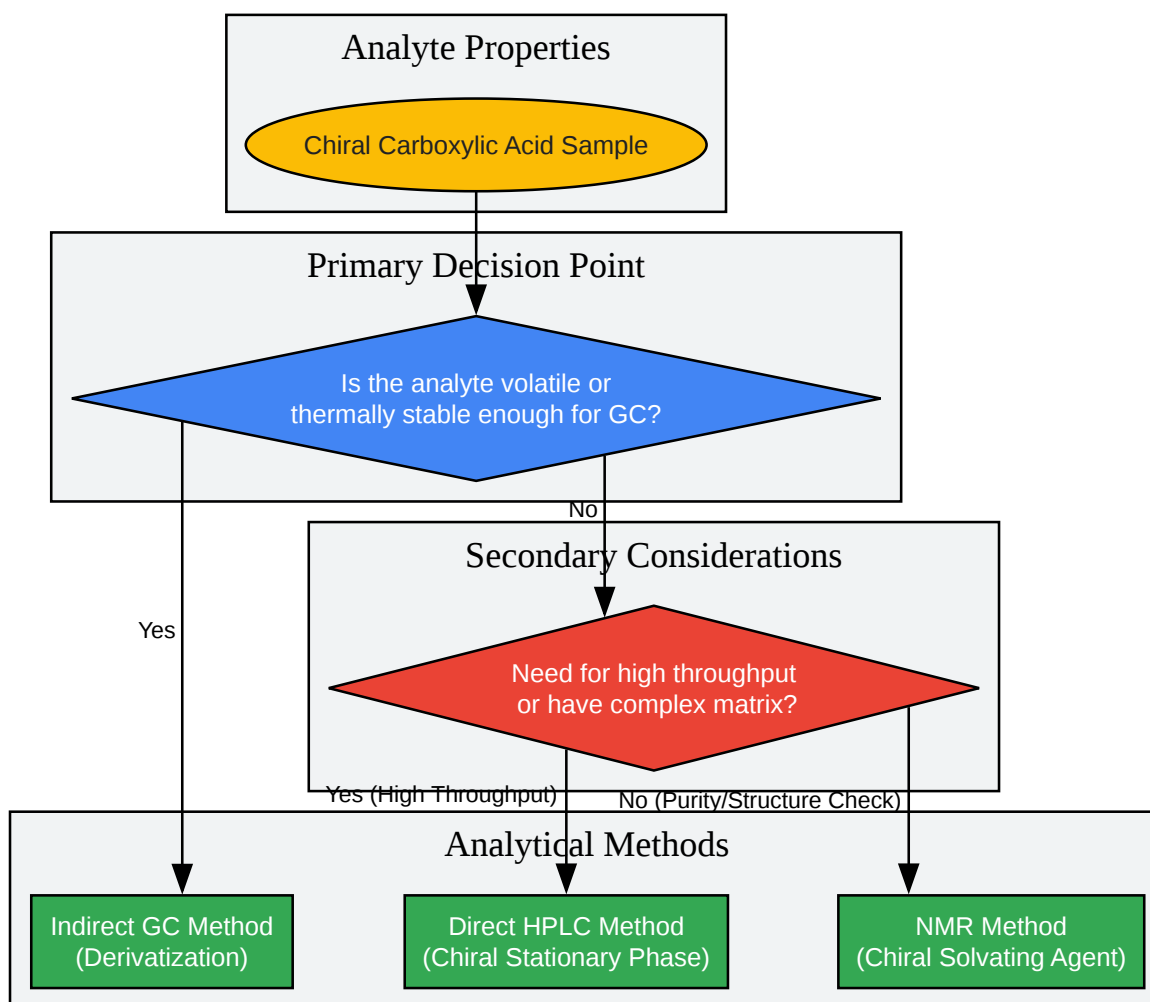 Analyte Properties
Chiral Carboxylic Acid Sample
Primary Decision Point
Is the analyte volatile or
thermally stable enough for GC?
No
Secondary Considerations
Yes
Need for high throughput
or have complex matrix?
Yes (High Throughput)
No (Purity/Structure Check)
Analytical Methods
Indirect GC Method
(Derivatization)
Direct HPLC Method
(Chiral Stationary Phase)
NMR Method
(Chiral Solvating Agent)